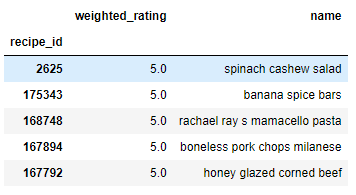 weighted_rating name
recipe_id
2625 5.0 spinach cashew salad
175343 5.0 banana spice bars
168748 5.0 rachael ray s mamacello pasta
167894 5.0 boneless pork chops milanese
167792 5.0 honey glazed corned beef